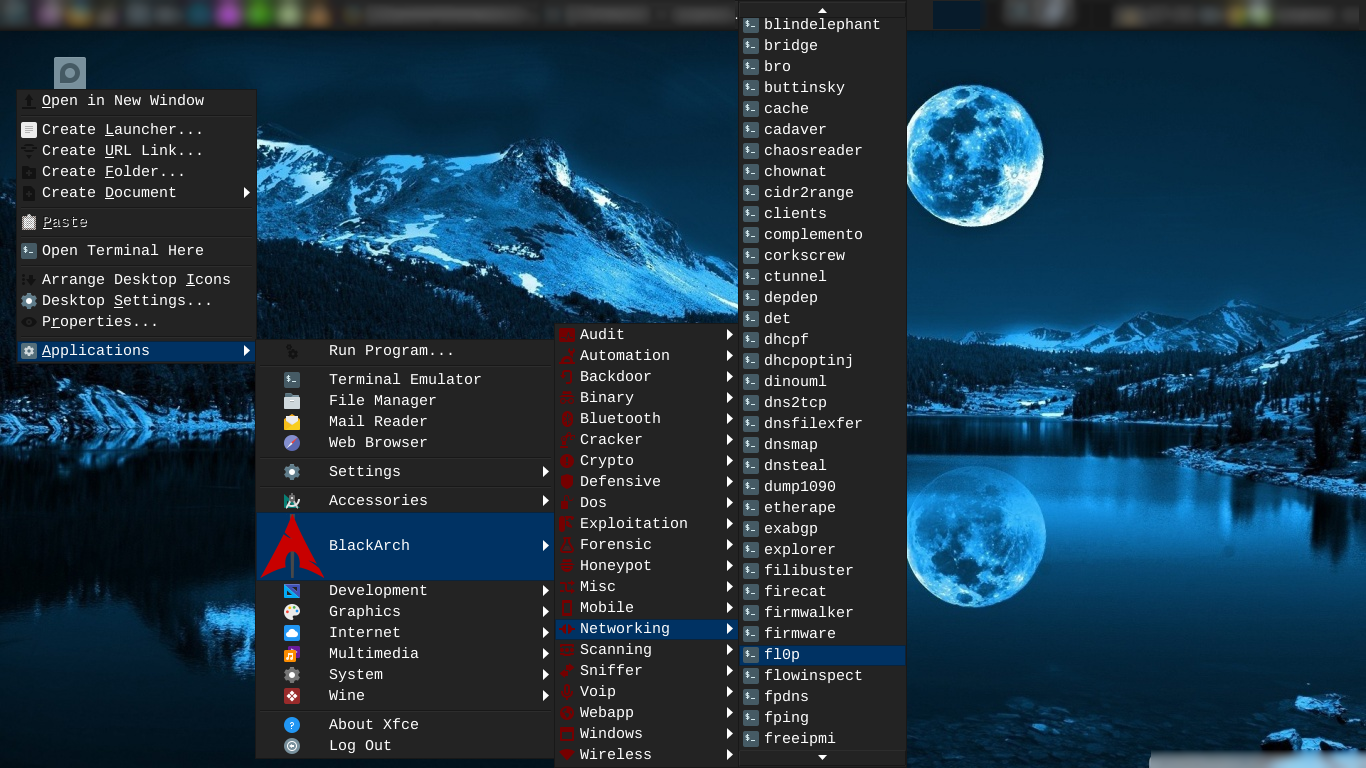 Open in New Window
Create Launcher...
Create URL Link...
Create Folder...
Create Document
Paste
Open Terminal Here
Arrange Desktop Icons
Desktop Settings...
Properties...
Applications
Run Program...
Terminal Emulator
File Manager
Mail Reader
Web Browser
Settings
Accessories
BlackArch
Development
Graphics
Internet
Multimedia
System
Wine
About Xfce
Log Out
Audit
Automation
Backdoor
Binary
Bluetooth
Cracker
Crypto
Defensive
Dos
Exploitation
Forensic
Honeypot
Misc
Mobile
Networking
Scanning
Sniffer
Voip
Webapp
Windows
Wireless
blindelephant
bridge
bro
buttinsky
cache
cadaver
chaosreader
chownat
cidr2range
clients
complemento
corkscrew
ctunnel
depdep
det
dhcpf
dhcpoptinj
dinouml
dns2tcp
dnsfilexfer
dnsmap
dnsteal
dump1090
etherape
exabgp
explorer
filibuster
firecat
firmwalker
firmware
fl0p
flowinspect
fpdns
fping
freeipmi